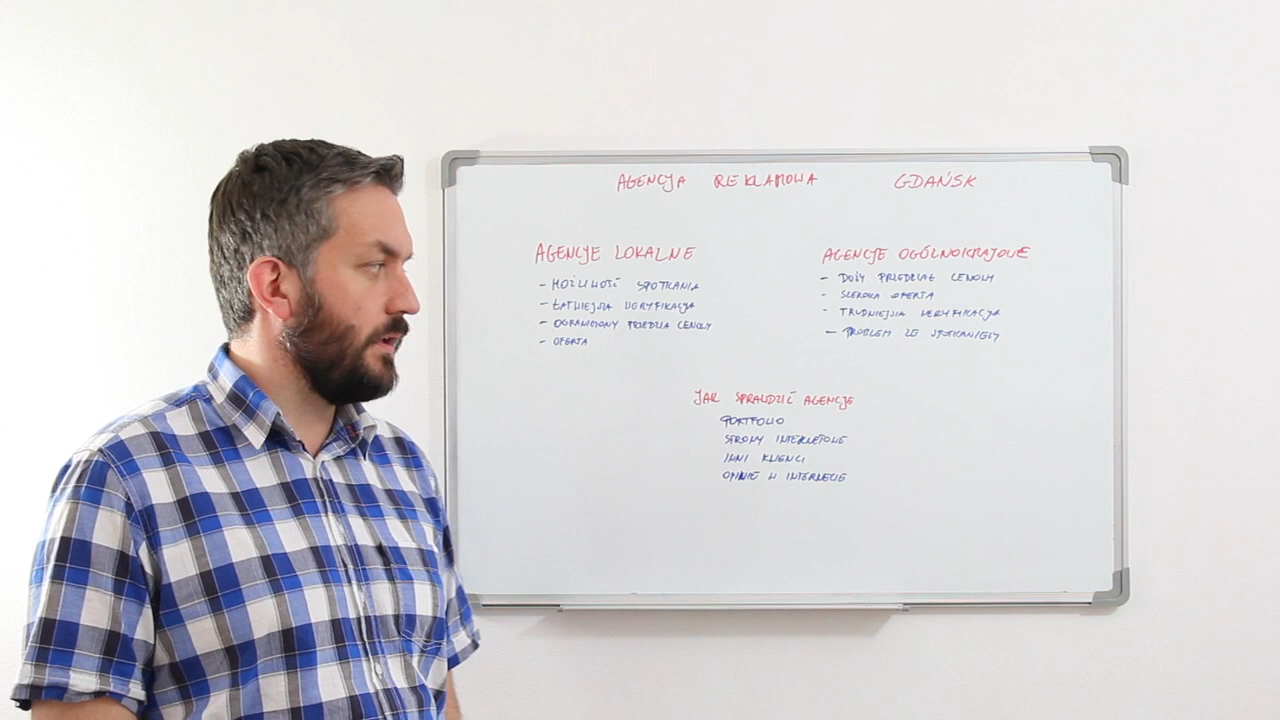 AGENCJA REKLAMOWA GDAŃSK
AGENCJE LOKALNE
- MOŻLIWOŚĆ SPOTKANIA
- ŁATWIEJSZA WERYFIKACJA
- OGRANICZONY PRZEDZIAŁ CENOWY
- OFERTA
AGENCJE OGÓLNOKRAJOWE
- DUŻY PRZEDZIAŁ CENOWY
- SZEROKA OFERTA
- TRUDNIEJSZA WERYFIKACJA
- PROBLEM ZE SPOTKANIEM
JAK SPRAWDZIĆ AGENCJE
PORTFOLIO
STRONY INTERNETOWE
INNI KLIENCI
OPINIE W INTERNECIE